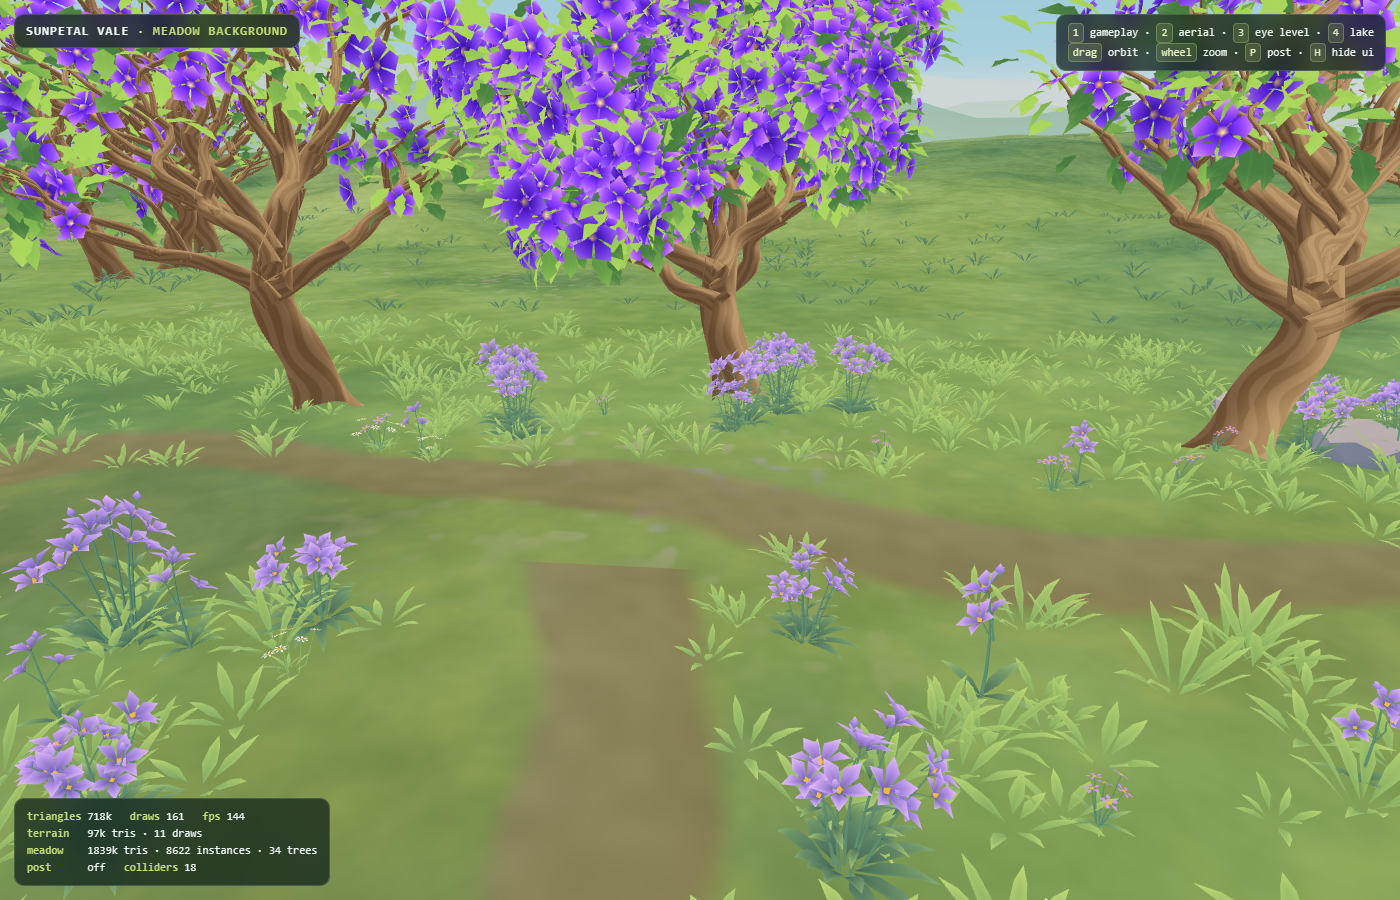 SUNPETAL VALE · MEADOW BACKGROUND
1 gameplay · 2 aerial · 3 eye level · 4 lake
drag orbit · wheel zoom · P post · H hide ui
triangles 718k draws 161 fps 144
terrain 97k tris · 11 draws
meadow 1839k tris · 8622 instances · 34 trees
post off colliders 18